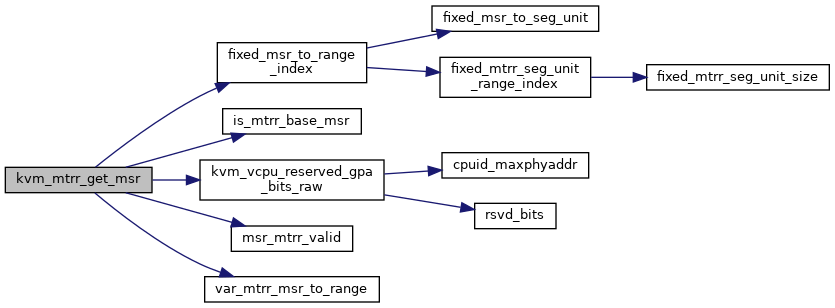 fixed_msr_to_seg_unit
fixed_msr_to_range
_index
fixed_mtrr_seg_unit
_range_index
fixed_mtrr_seg_unit_size
is_mtrr_base_msr
kvm_mtrr_get_msr
kvm_vcpu_reserved_gpa
_bits_raw
cpuid_maxphyaddr
rsvd_bits
msr_mtrr_valid
var_mtrr_msr_to_range